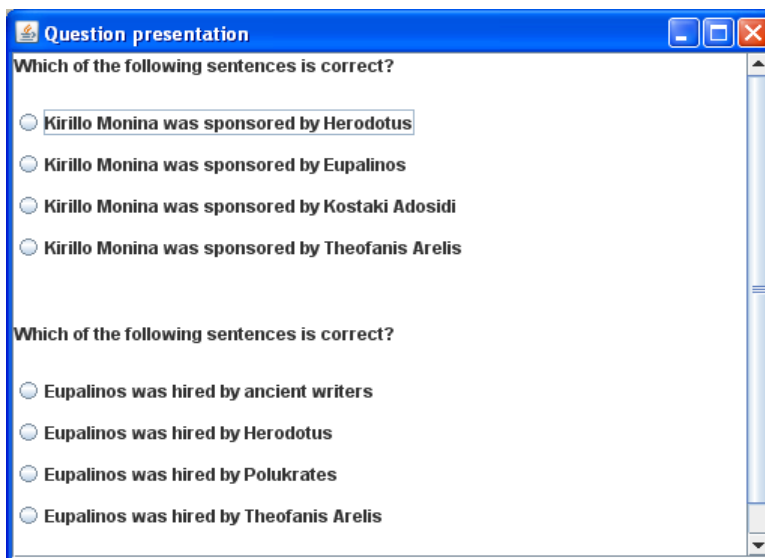 Question presentation
Which of the following sentences is correct?
Kirillo Monina was sponsored by Herodotus
Kirillo Monina was sponsored by Eupalinos
Kirillo Monina was sponsored by Kostaki Adosidi
Kirillo Monina was sponsored by Theofanis Arelis
Which of the following sentences is correct?
Eupalinos was hired by ancient writers
Eupalinos was hired by Herodotus
Eupalinos was hired by Polukrates
Eupalinos was hired by Theofanis Arelis